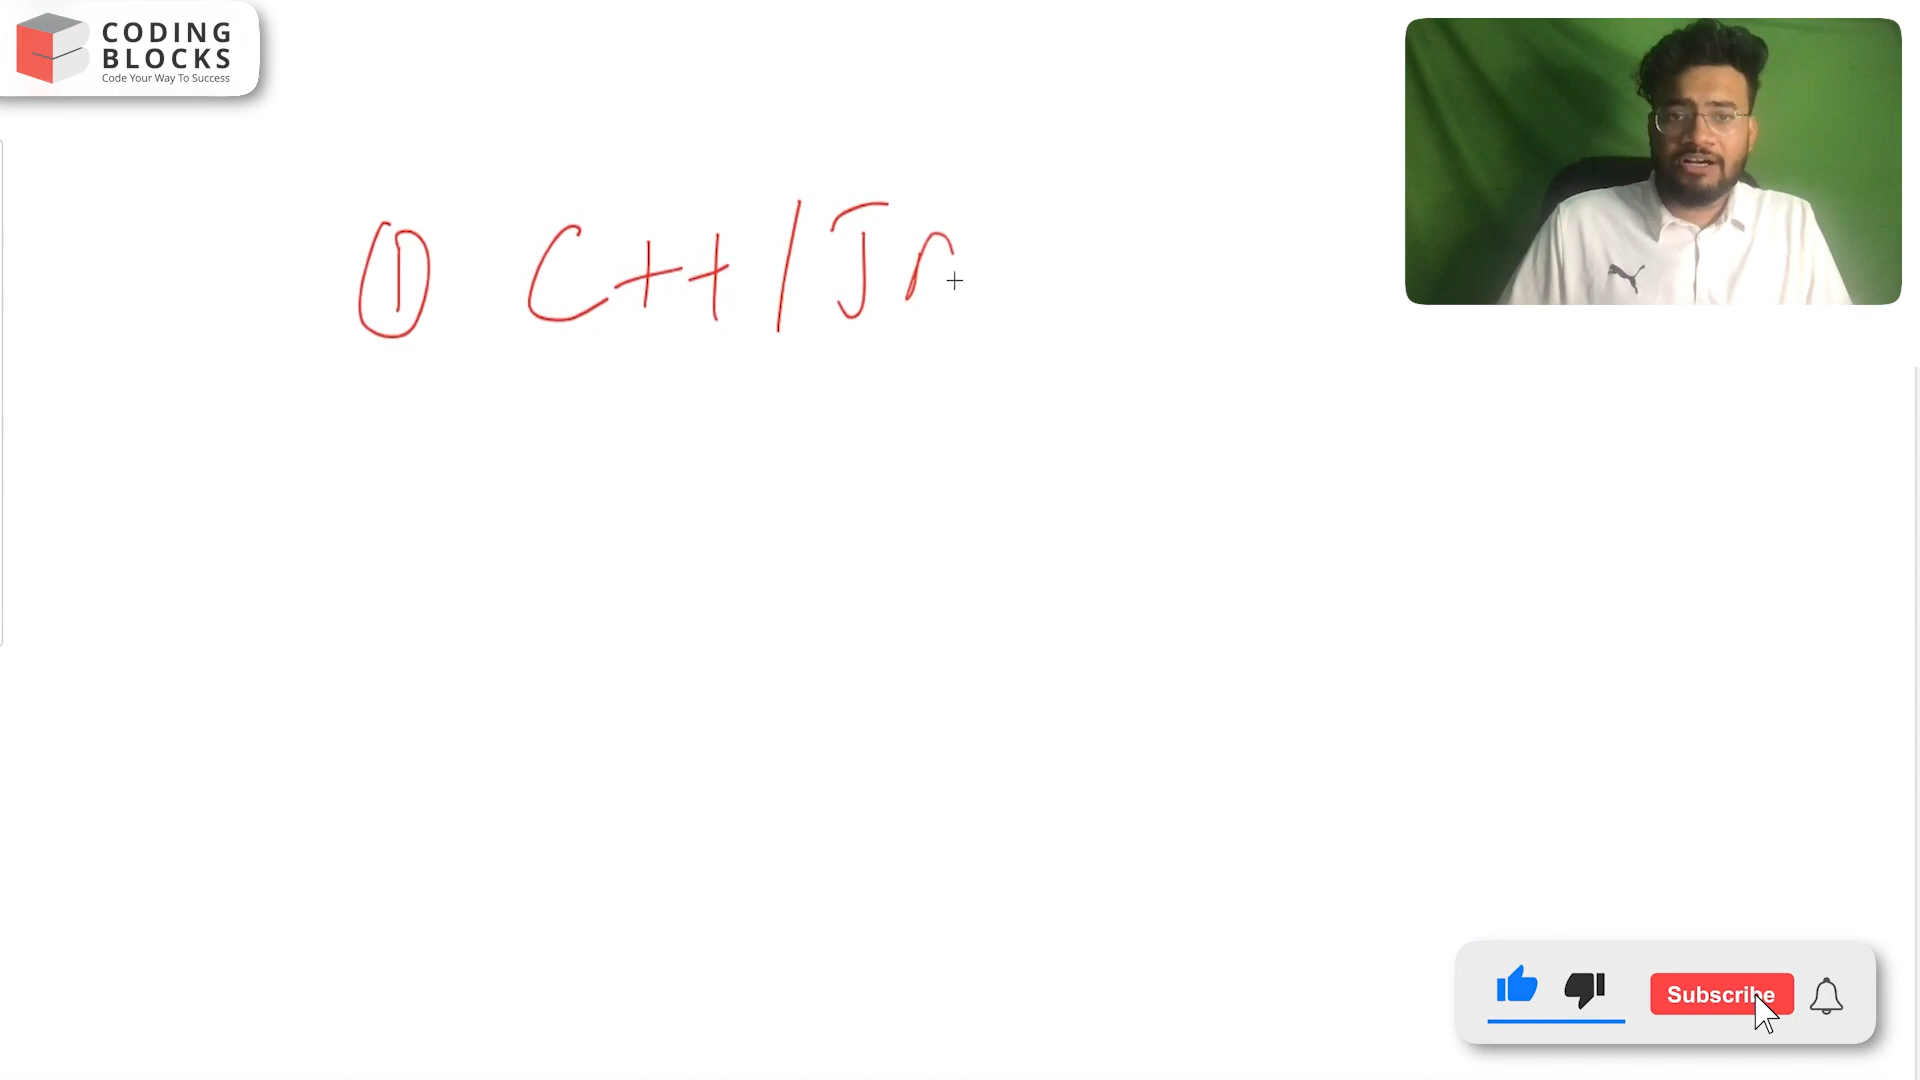 CODING
BLOCKS
Code Your Way To Success
① C++ / J
Subscribe